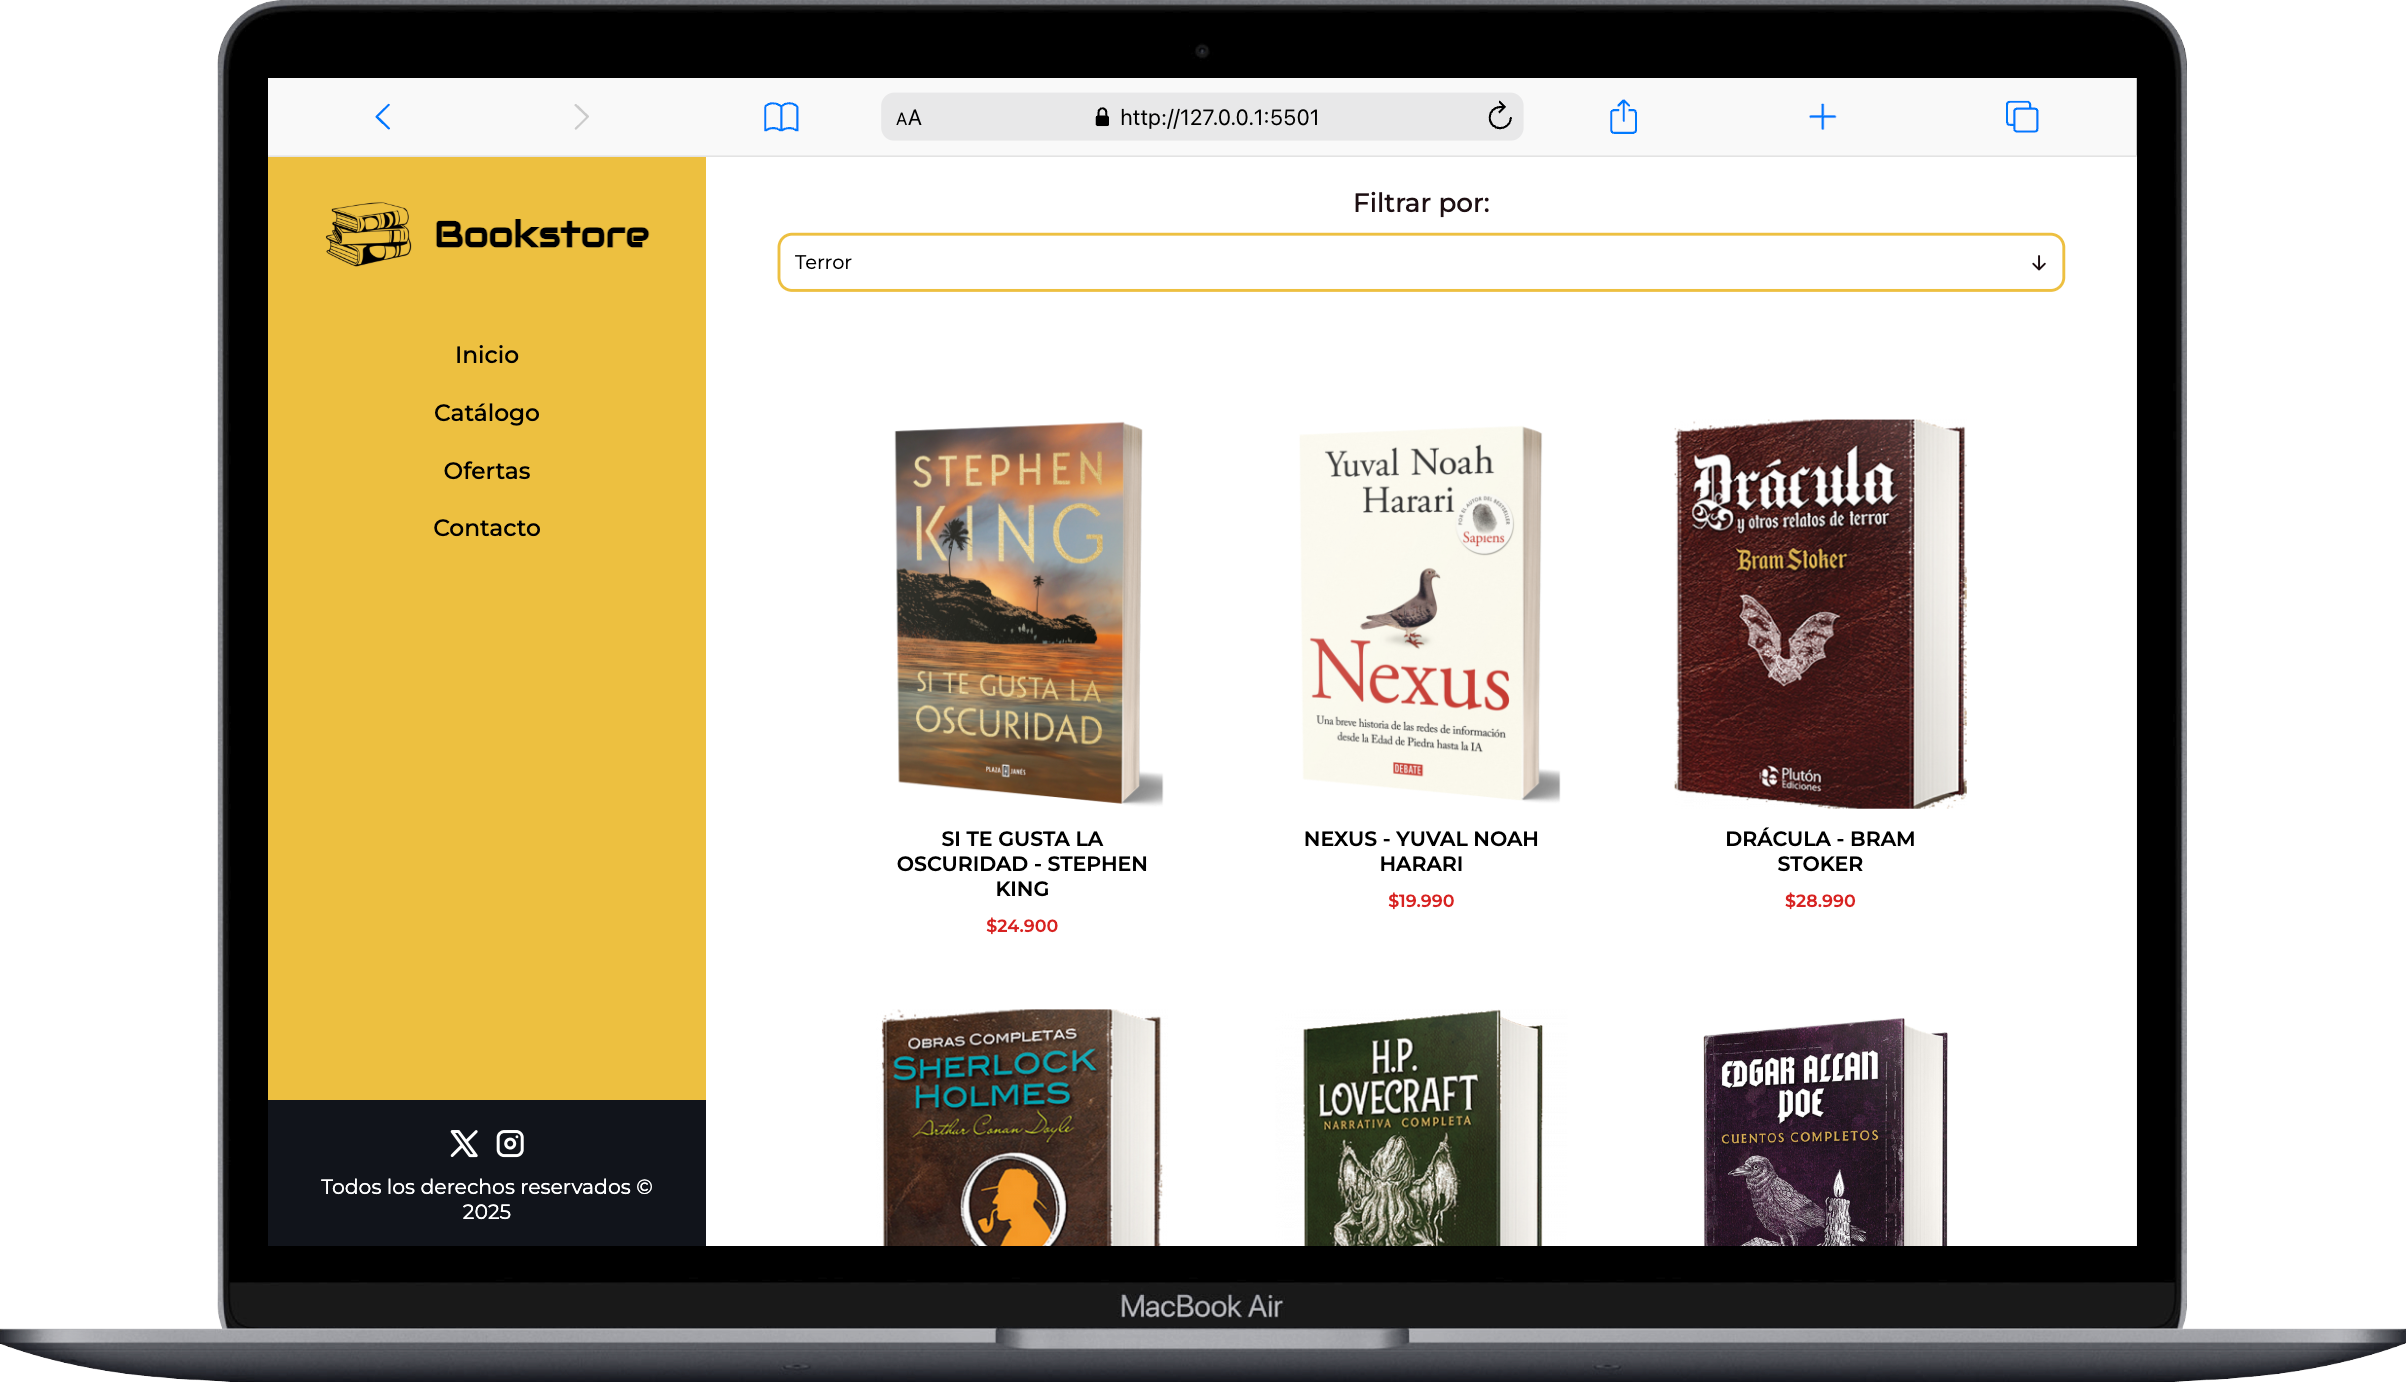 AA
http://127.0.0.1:5501
Bookstore
Inicio
Catálogo
Ofertas
Contacto
Todos los derechos reservados ©
2025
Filtrar por:
Terror
STEPHEN
KING
SI TE GUSTA LA
OSCURIDAD
PLAZA JANÉS
SI TE GUSTA LA
OSCURIDAD - STEPHEN
KING
$24.900
Yuval Noah
Harari
POR EL AUTOR DEL BESTSELLER
Sapiens
Nexus
Una breve historia de las redes de información
desde la Edad de Piedra hasta la IA
DEBATE
NEXUS - YUVAL NOAH
HARARI
$19.990
Drácula
y otros relatos de terror
Bram Stoker
Plutón
Ediciones
DRÁCULA - BRAM
STOKER
$28.990
OBRAS COMPLETAS
SHERLOCK
HOLMES
Arthur Conan Doyle
H.P.
LOVECRAFT
NARRATIVA COMPLETA
EDGAR ALLAN
POE
CUENTOS COMPLETOS
MacBook Air